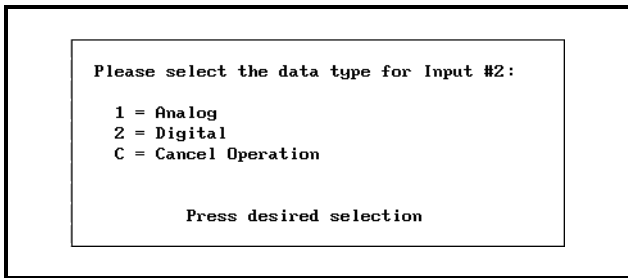 Please select the data type for Input #2:
1 = Analog
2 = Digital
C = Cancel Operation
Press desired selection